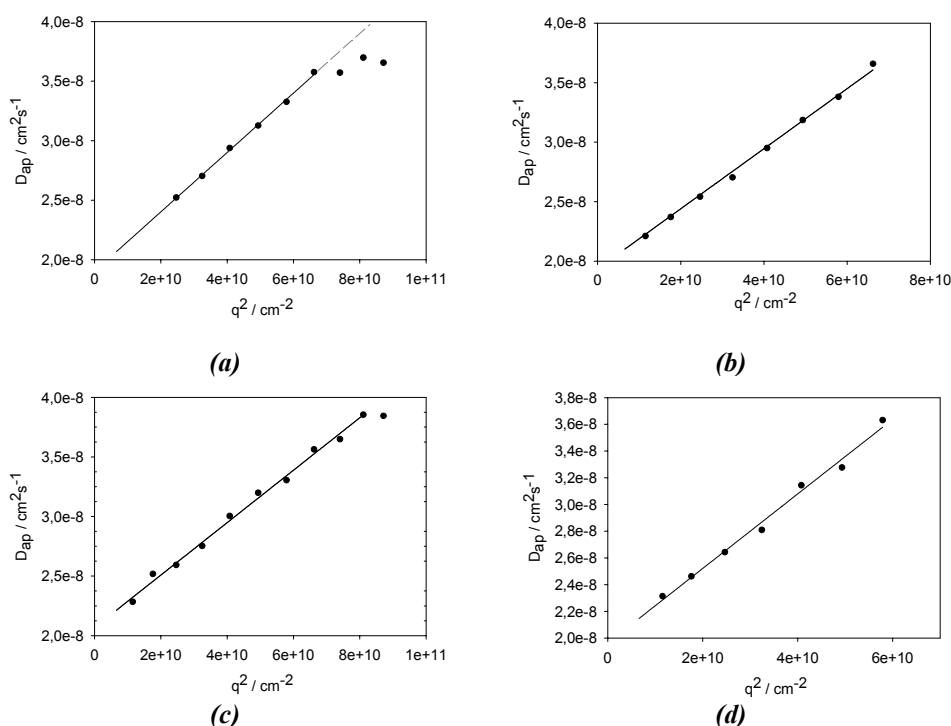 4,0e-8
3,5e-8
3,0e-8
2,5e-8
2,0e-8
D_ap / cm²s⁻¹
0 2e+10 4e+10 6e+10 8e+10 1e+11
q² / cm⁻²
(a)
4,0e-8
3,5e-8
3,0e-8
2,5e-8
2,0e-8
D_ap / cm²s⁻¹
0 2e+10 4e+10 6e+10 8e+10
q² / cm⁻²
(b)
4,0e-8
3,5e-8
3,0e-8
2,5e-8
2,0e-8
D_ap / cm²s⁻¹
0 2e+10 4e+10 6e+10 8e+10 1e+11
q² / cm⁻²
(c)
3,8e-8
3,6e-8
3,4e-8
3,2e-8
3,0e-8
2,8e-8
2,6e-8
2,4e-8
2,2e-8
2,0e-8
D_ap / cm²s⁻¹
0 2e+10 4e+10 6e+10
q² / cm⁻²
(d)